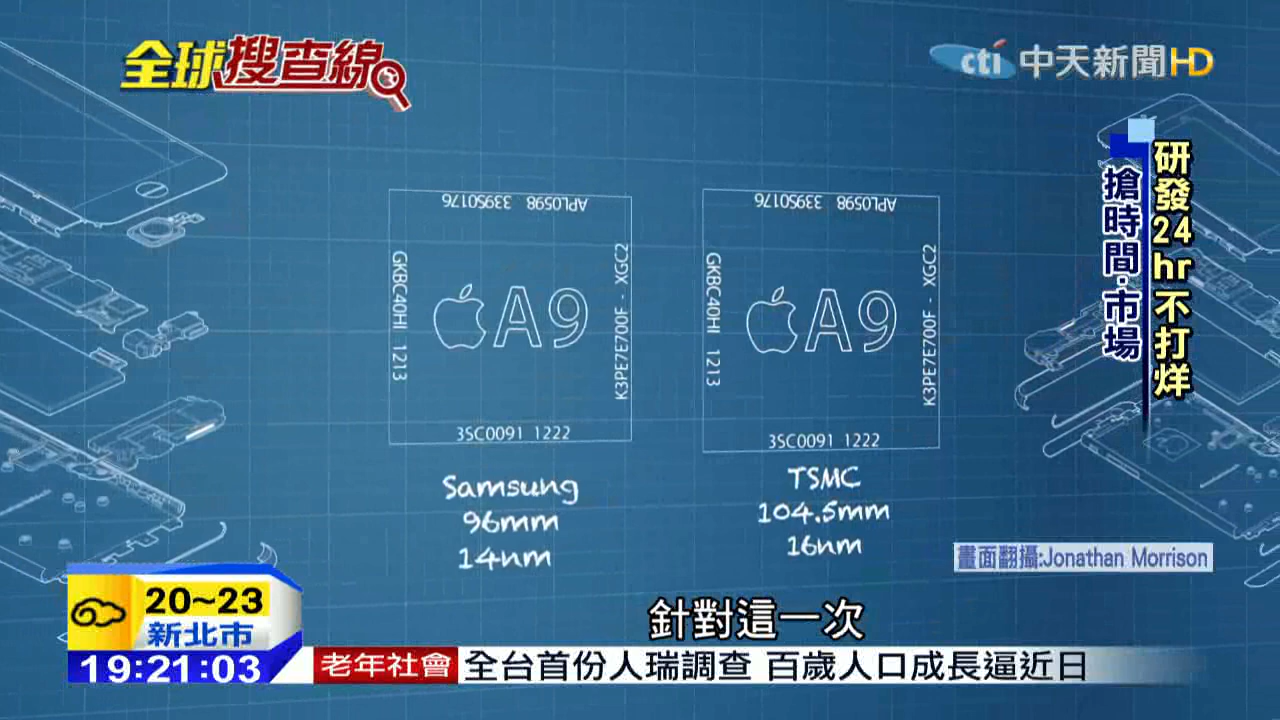 全球搜查線
cti 中天新聞HD
研發24hr不打烊
搶時間·市場
APL0598 339S0176
GKBC40HI 1213
A9
K3PE7E700F - XGC2
3SC0091 1222
Samsung
96mm
14nm
APL0598 339S0176
GKBC40HI 1213
A9
K3PE7E700F - XGC2
3SC0091 1222
TSMC
104.5mm
16nm
畫面翻攝:Jonathan Morrison
針對這一次
20~23
新北市
19:21:03
老年社會 全台首份人瑞調查 百歲人口成長逼近日